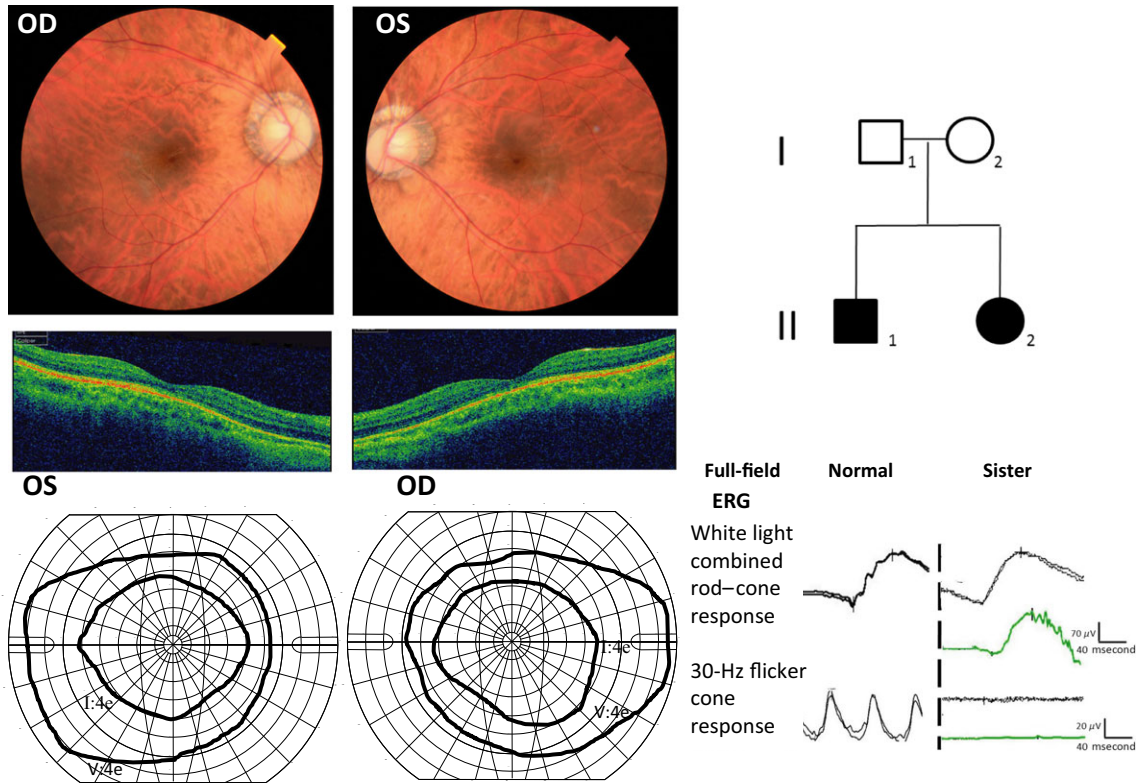 OD
OS
I
1
2
II
1
2
OS
OD
I:4e
V:4e
I:4e
V:4e
Full-field
ERG
Normal
Sister
White light
combined
rod–cone
response
70 µV
40 msecond
30-Hz flicker
cone
response
20 µV
40 msecond